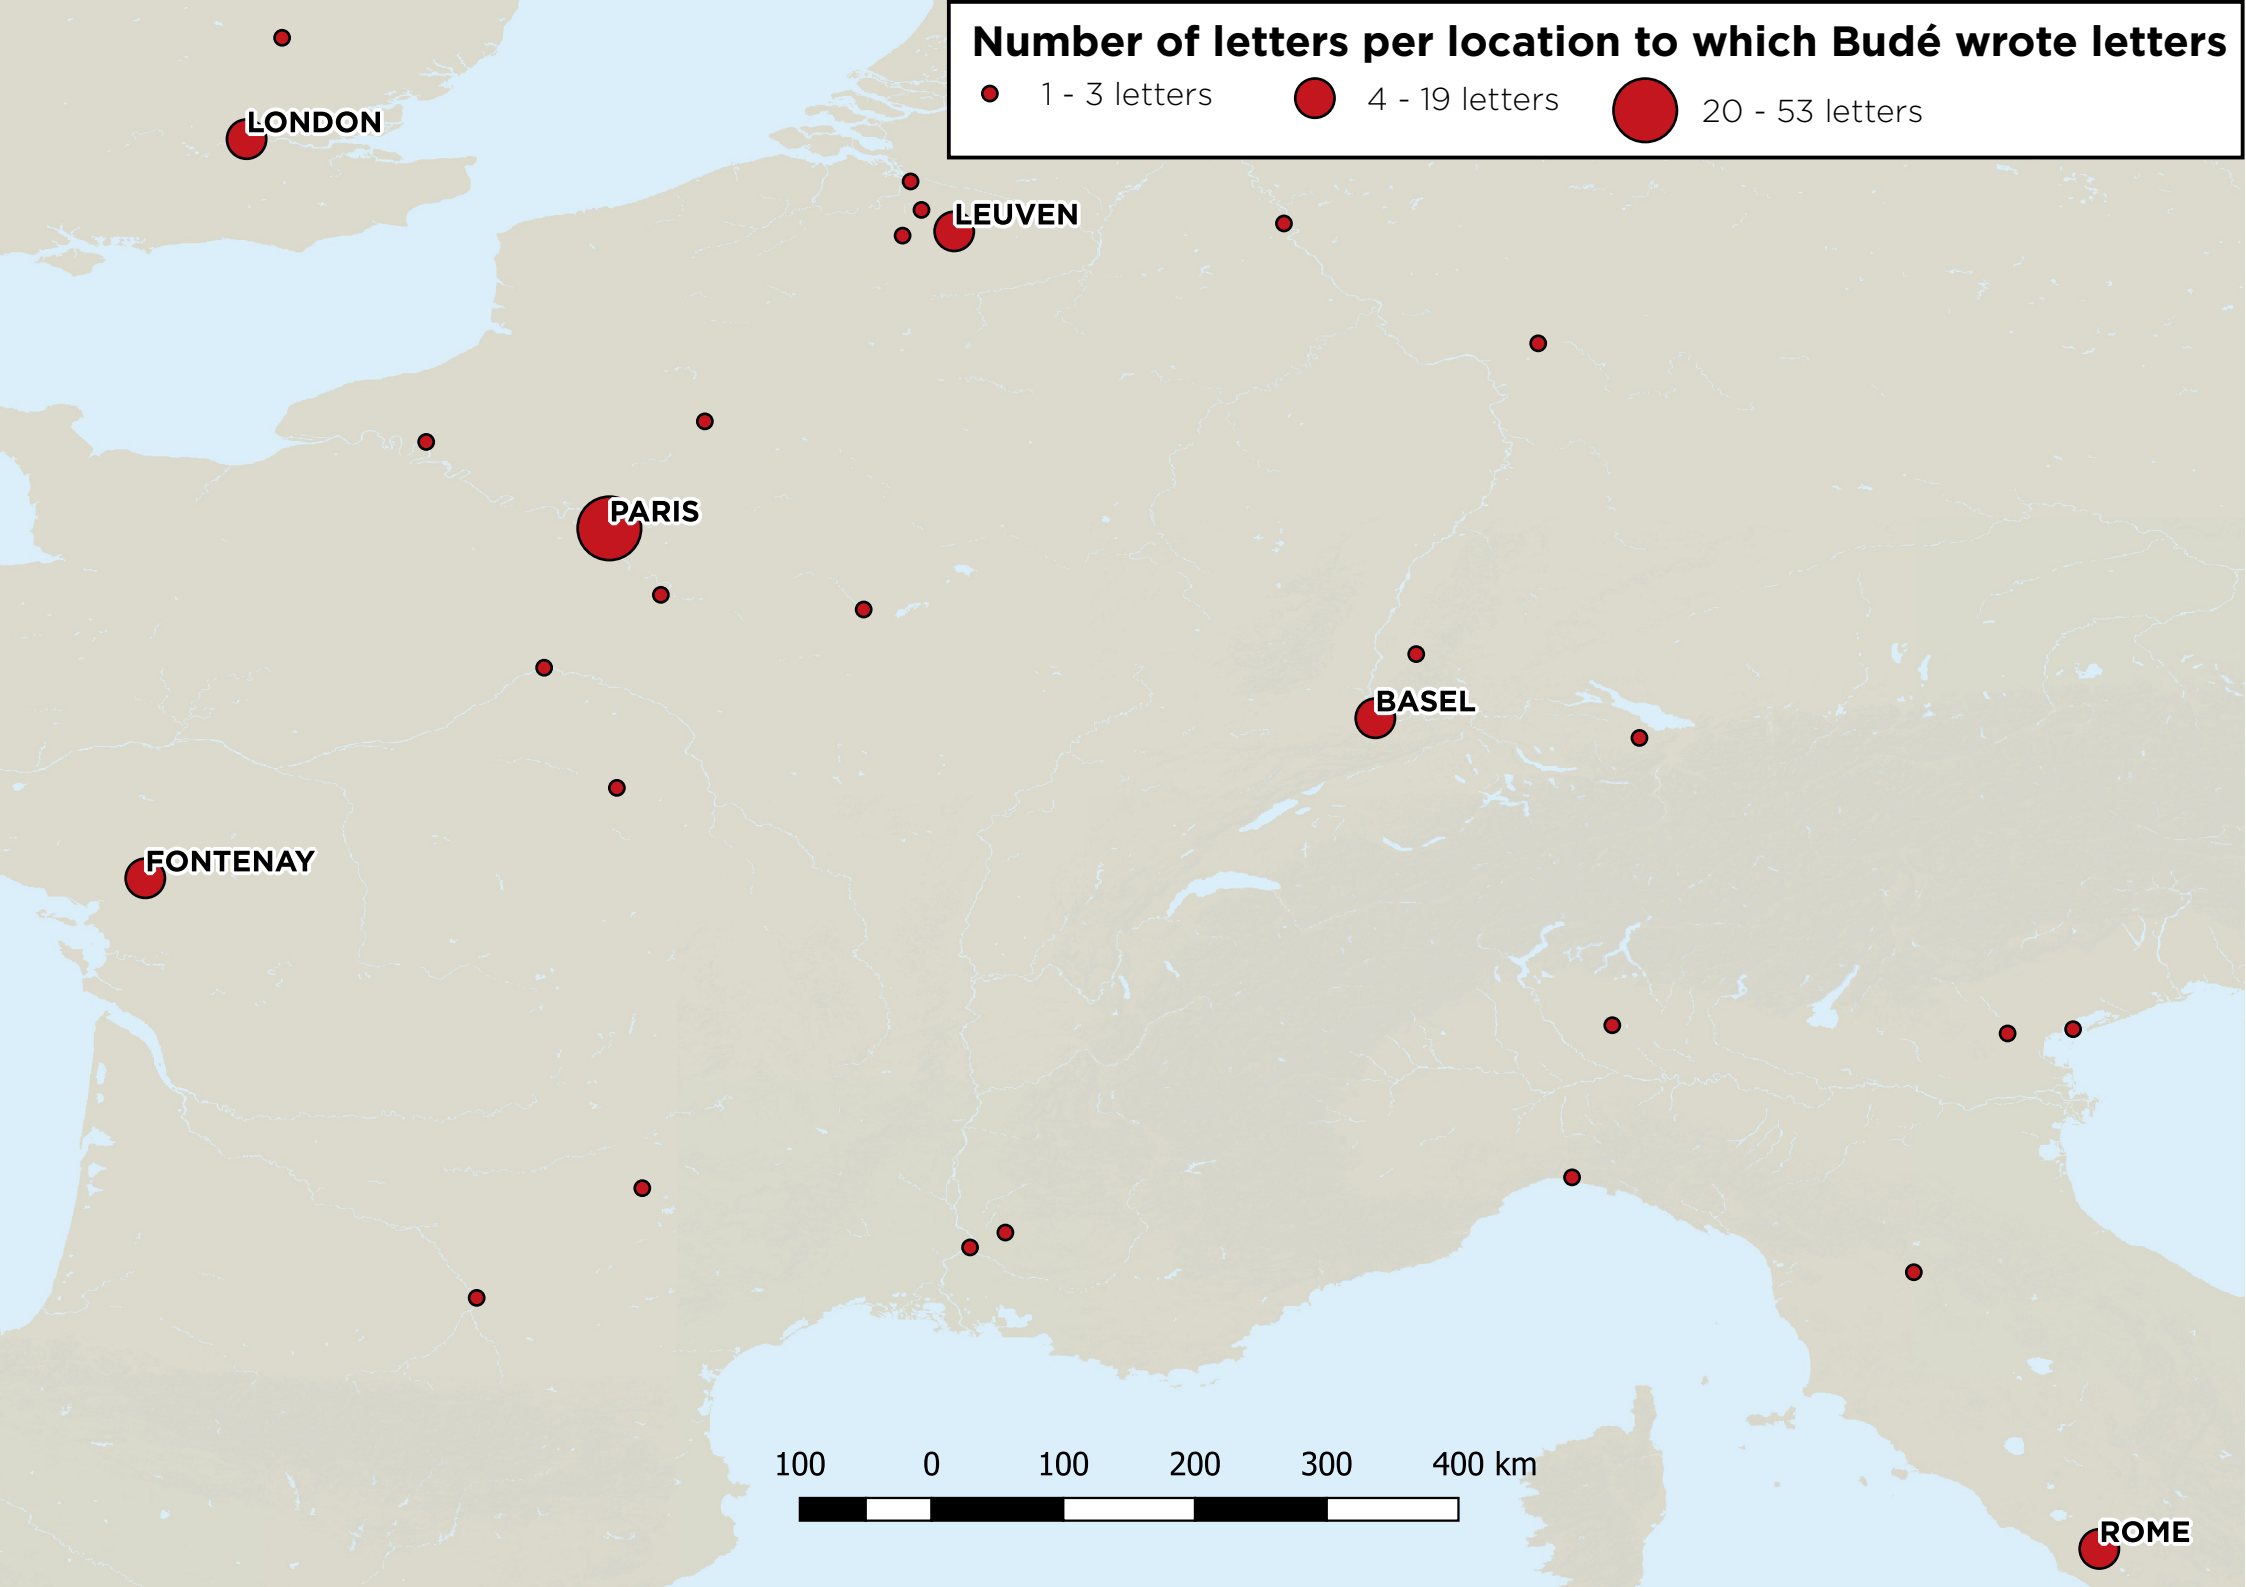 Number of letters per location to which Budé wrote letters
1 - 3 letters 4 - 19 letters 20 - 53 letters
LONDON
LEUVEN
PARIS
BASEL
FONTENAY
100 0 100 200 300 400 km
ROME